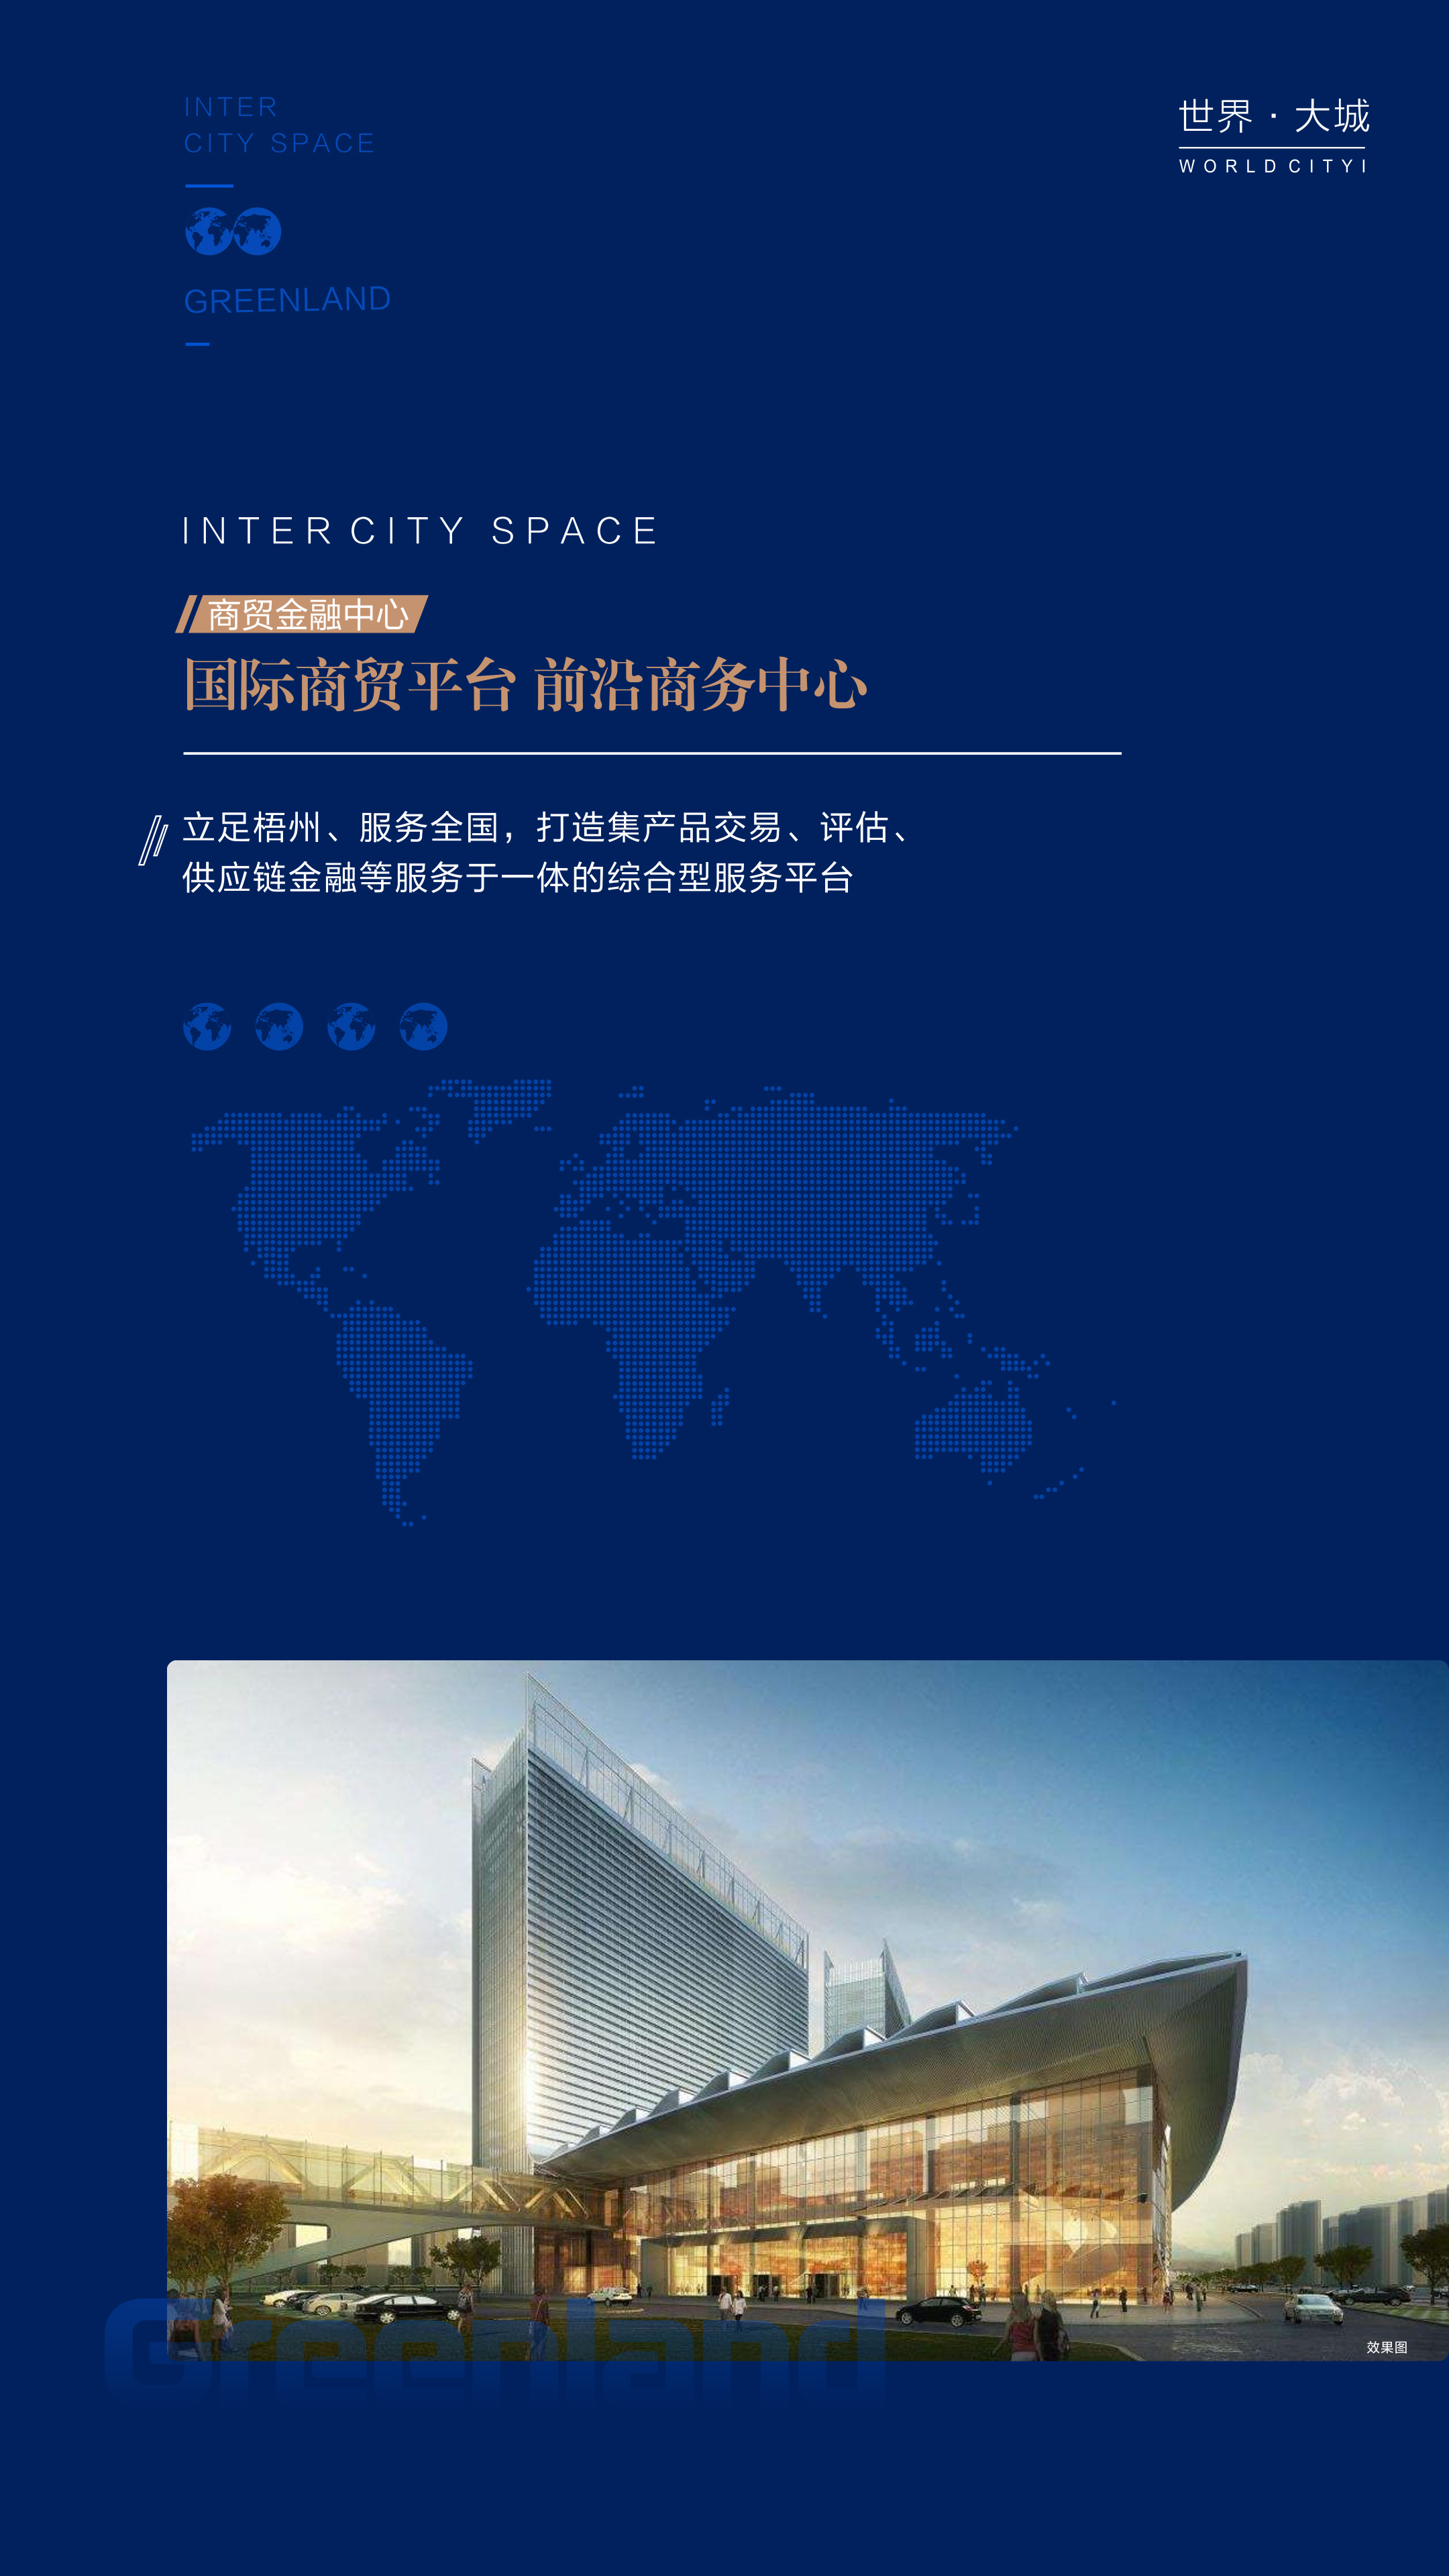 INTER
CITY SPACE
GREENLAND
世界·大城
WORLD CITYI
INTER CITY SPACE
商贸金融中心
国际商贸平台 前沿商务中心
立足梧州、服务全国，打造集产品交易、评估、
供应链金融等服务于一体的综合型服务平台
效果图
Greenland